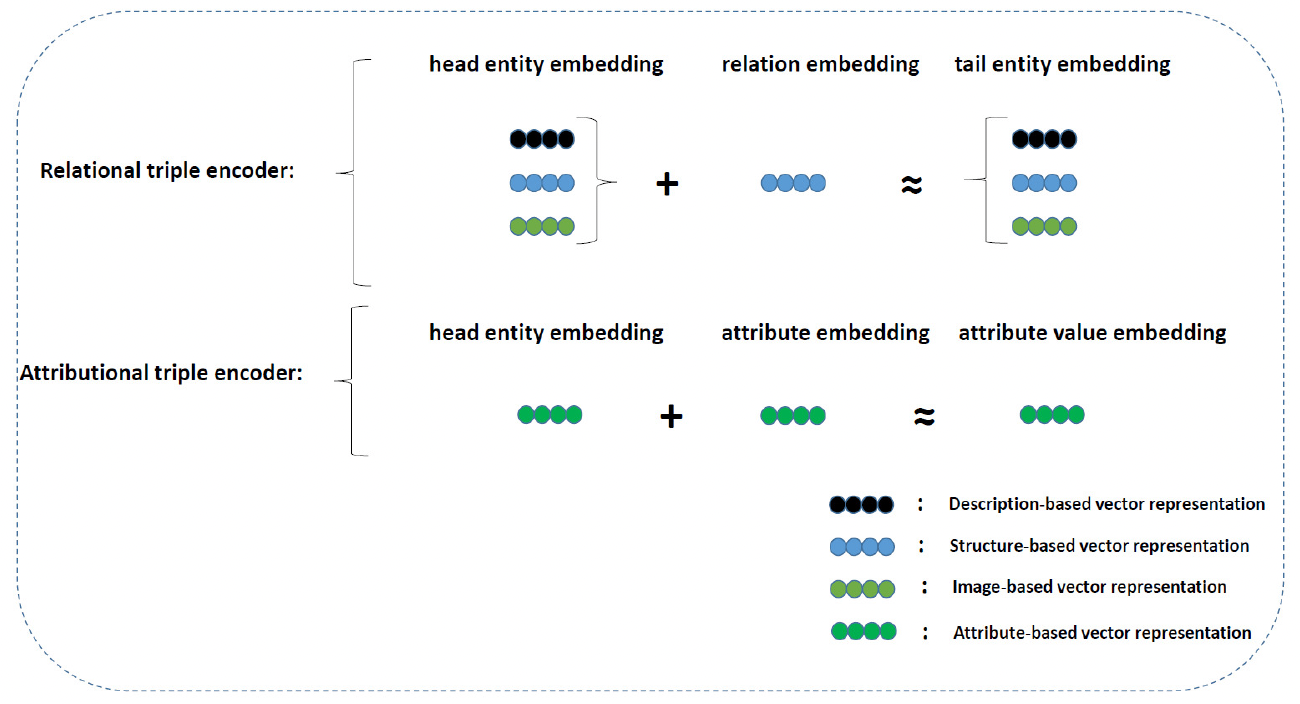 head entity embedding relation embedding tail entity embedding
Relational triple encoder:
+ ≈
head entity embedding attribute embedding attribute value embedding
Attributional triple encoder:
+ ≈
: Description-based vector representation
: Structure-based vector representation
: Image-based vector representation
: Attribute-based vector representation